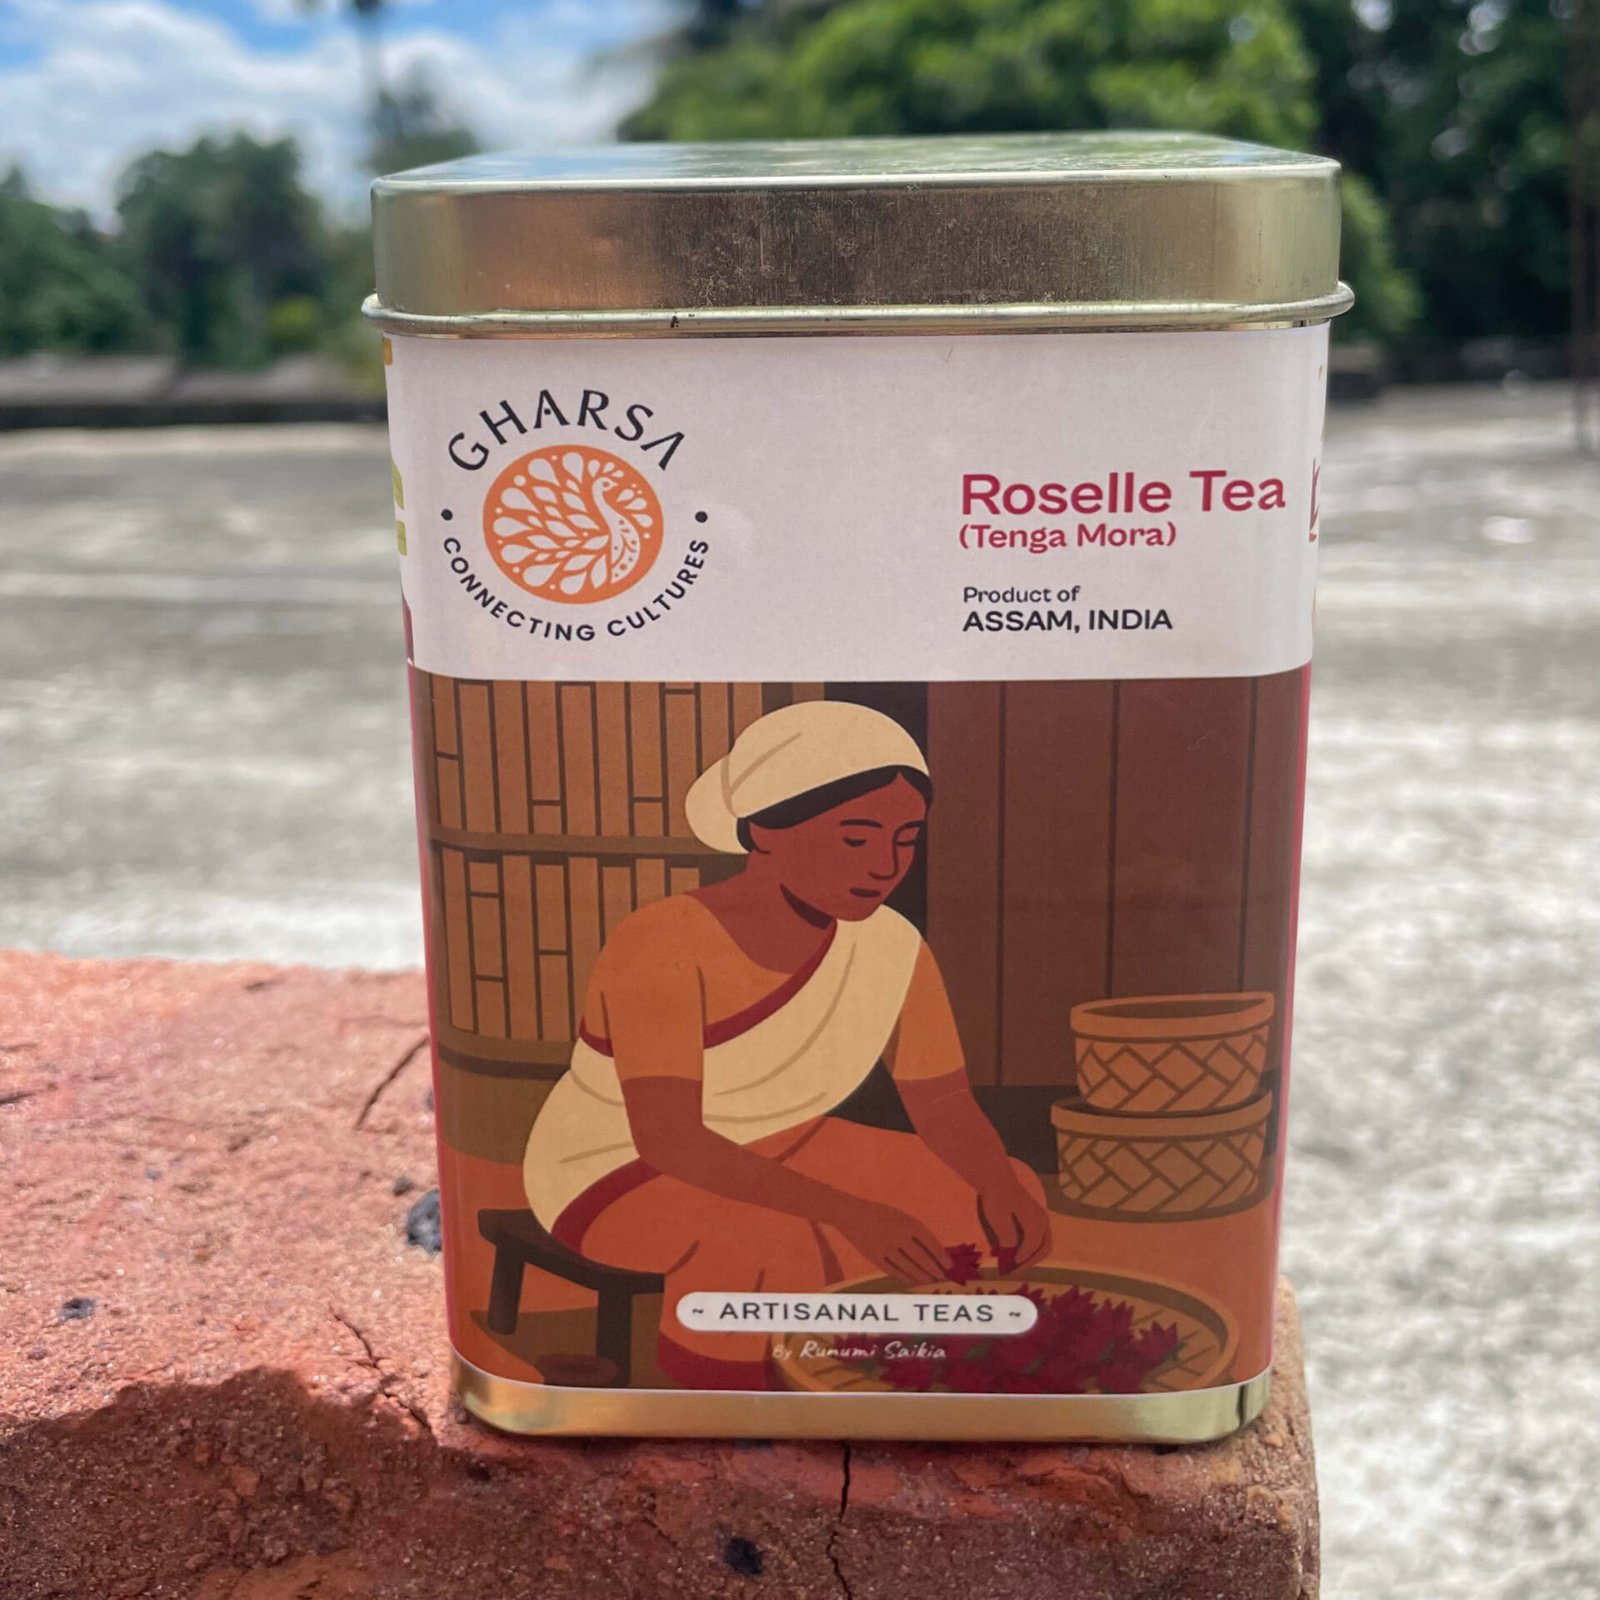 GHARSA
• CONNECTING CULTURES •
Roselle Tea
(Tenga Mora)
Product of
ASSAM, INDIA
~ ARTISANAL TEAS ~
By Runumi Saikia